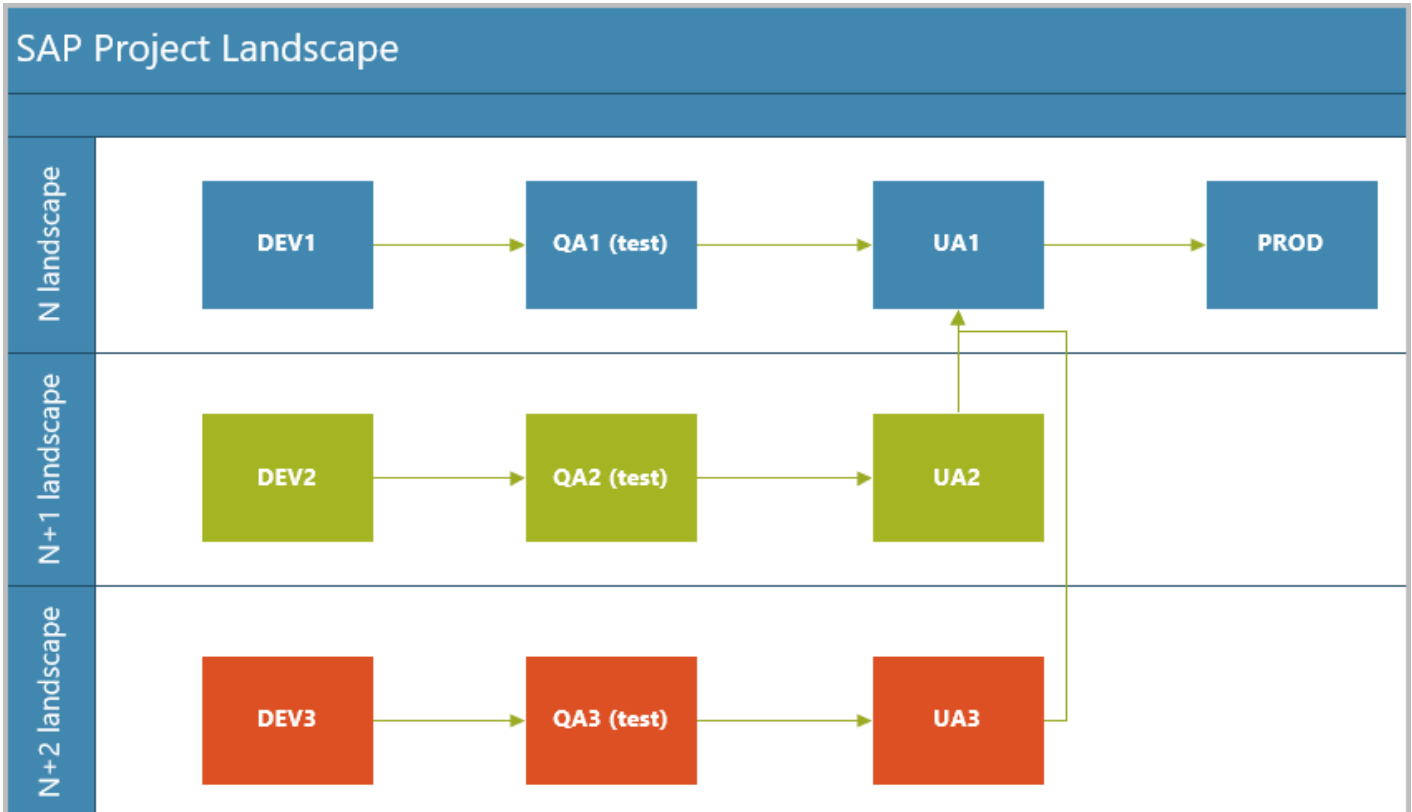 SAP Project Landscape
N landscape
DEV1
QA1 (test)
UA1
PROD
N+1 landscape
DEV2
QA2 (test)
UA2
N+2 landscape
DEV3
QA3 (test)
UA3